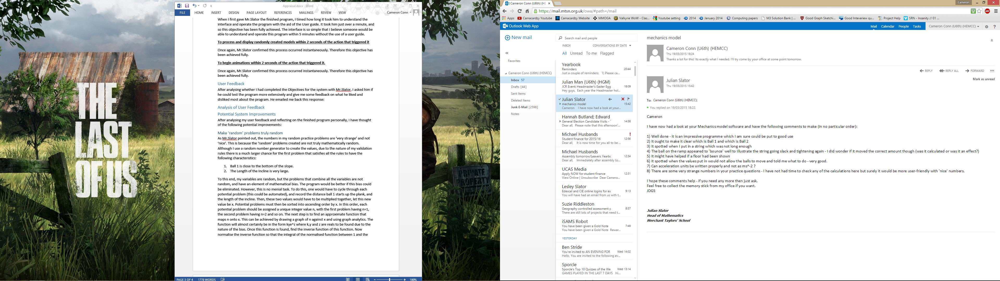 THE
LAST
OF US
PRIVATE
Appraisal.docx - Word
FILE HOME INSERT DESIGN PAGE LAYOUT REFERENCES MAILINGS REVIEW VIEW Cameron Conn
When I first gave Mr.Slator the finished program, I timed how long it took him to understand the
interface and operate the program with the aid of the User guide. It took him just over a minute, and
so this objective has been fully achieved. The interface is so simple that I believe someone would be
able to understand and operate this program within 5 minutes without the use of a user guide.
To process and display randomly created models within 2 seconds of the action that triggered it
Once again, Mr.Slator confirmed this process occurred instantaneously. Therefore this objective has
been achieved fully.
To begin animations within 2 seconds of the action that triggered it.
Once again, Mr.Slator confirmed this process occurred instantaneously. Therefore this objective has
been achieved fully.
User Feedback
After analysing whether I had completed the Objectives for the system with Mr.Slator, I asked him if
he could test the program more extensively and give me some feedback on what he liked and
disliked most about the program. He emailed me back this response:
Analysis of User Feedback
Potential System Improvements
After analysing my user feedback and reflecting on the finished program personally, I have thought
of the following potential improvements:
Make ‘random’ problems truly random
As Mr.Slator pointed out, the numbers in my random practice problems are ‘very strange’ and not
‘nice’. This is because the ‘random’ problems created are not truly mathematically random.
Although I use a random number generator to create the values, due to the nature of my validation
rules there is a much larger chance for the first problem that satisfies all the rules to have the
following characteristics:
1. Ball 1 is close to the bottom of the slope.
2. The Length of the Incline is very large.
To this end, my variables are random, but the problems that combine all the variables are not
random, and have an element of mathematical bias. The program would be better if this bias could
be eliminated. However, this is no menial task. To do this, one would have to cycle through each
potential problem (this could be automated), and record the distance ball 1 starts up the plank, and
the length of the incline. Then, these two values would have to be multiplied together, let this new
value be x. Potential problems must then be sorted into ascending order by x. In this order, each
potential problem should be assigned a unique integer value n, with the first problem having n=1,
the second problem having n=2 and so on. The next step is to find an approximate function that
maps n onto x. This can be achieved by drawing a graph of n against x and using graph analytics. The
function will almost certainly be in the form kye^z where k,y and z are reals to be found due to the
nature of the bias. Once this function is found, find the inverse function of this function. Now
normalise the inverse function so that the integral of the normalised function between 1 and the
PAGE 3 OF 4 1778 WORDS 100%
Cameron Conn (U6th) (HEM Cameron
https://mail.mtsn.org.uk/owa/#path=/mail
Apps Camacardzy Youtube Camacardzy Website MMOGA Valkyrie WoW - Clas... Youtube setting 2014 January 2014 Computing papers M3 Solution Bank | ... Good Graph Sketchi... Good Inteveriew qu... Project Help SRN - Insanity // 01 ...
Outlook Web App Mail Calendar People Tasks Cameron Conn (U6th) (HEMCC) ?
New mail
Favorites
Cameron Conn (U6th) (HEMCC)
Inbox 57
Drafts [44]
Sent Items
Deleted Items
Junk E-Mail [2598]
Notes
Search mail and people
INBOX CONVERSATIONS BY DATE
All Unread To me Flagged
Yearbook
Reminders 20:44
Just a couple of reminders: 1) Please ca...
Julian Man (U6th) (HGM)
JCR Event: Headmaster's Easter Egg 18:09
Hey guys, Each year the Headmaster hol...
Julian Slator
mechanics model 15:42
Cameron I have now had a look at your...
Hannah Butland; Edward
General Election Candidate Visits - 14:58
Dear all, Please note that this afternoon'...
Michael Husbands
Student finance for 2015/16 12:56
Dear all, It is now time for you all to be ...
Michael Husbands
Assembly tomorrow/Leavers Yearbo 12:34
Dear all, Immediately after assembly to...
UCAS Media
Apply NOW for student finance 12:31
View Online | Unsubscribe Dear Camero...
Lesley Slator
Edexcel and CIE online logins for ex 9:13
You will have had an email from us with t...
Suzie Riddleston
Geography controlled assessment p 8:57
There are still lots of projects that need t...
iSAMS Robot
You have been given a Gold Note 7:48
You have been given a Gold Note Rewar...
YESTERDAY
Ben Stride
You're invited to AN EVENING FOR Wed 14:02
Hello, You are invited to the following ev...
Sporcle
Sporcle's Top 10 Quizzes of the We Wed 13:14
GAMES PLAYED IN THE LAST 7 DAYS Hi...
mechanics model
Cameron Conn (U6th) (HEMCC)
Thu 19/03/2015 18:24
Thanks a lot for this! Its exactly what I needed. I'll try come by your office at some point tomorrow.
REPLY REPLY ALL FORWARD
Julian Slator
Thu 19/03/2015 15:42
Mark as unread
To: Cameron Conn (U6th) (HEMCC);
You replied on 19/03/2015 18:22.
Cameron
I have now had a look at your Mechanics model software and have the following comments to make (in no particular order):
1) Well done - it is an impressive programme which I am sure could be put to good use
2) It ought to make it clear which is Ball 1 and which is Ball 2
3) It spotted when I put in a string which was not long enough
4) The ball on the ramp appeared to 'bounce' well to illustrate the string going slack and tightening again - I did wonder if it moved the correct amount though (was it calculated or was it an effect?)
5) It might have helped if a floor had been shown
6) It spotted when the values put in would not allow the balls to move and told me what to do - very good.
7) Can acceleration units be written properly and not as ms^-2 ?
8) There are some very strange numbers in your practice questions - I have not had time to check any of the calculations here but surely it would be more user-friendly with 'nice' numbers.
I hope these comments help - if you need any more then just ask.
Feel free to collect the memory stick from my office if you want.
JDGS
Julian Slator
Head of Mathematics
Merchant Taylors' School